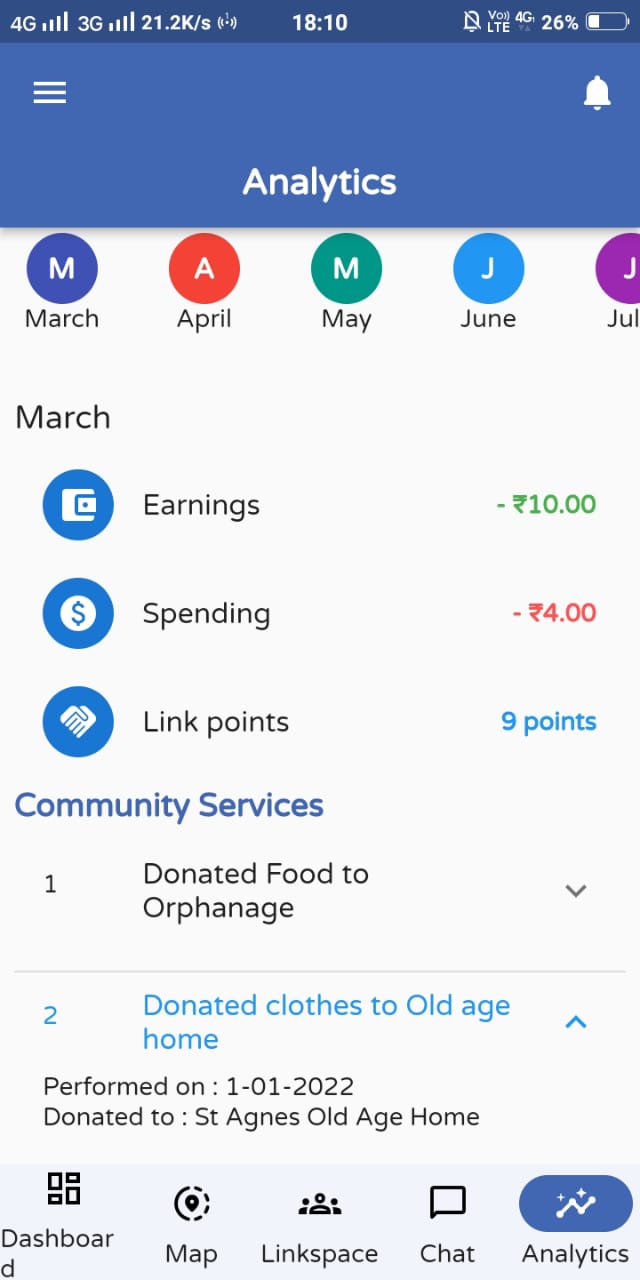 4G 3G 21.2K/s 18:10 Vo) LTE 4G 26%
Analytics
M A M J J
March April May June Jul
March
Earnings - ₹10.00
Spending - ₹4.00
Link points 9 points
Community Services
1 Donated Food to
Orphanage
2 Donated clothes to Old age
home
Performed on : 1-01-2022
Donated to : St Agnes Old Age Home
Dashboar
d Map Linkspace Chat Analytics